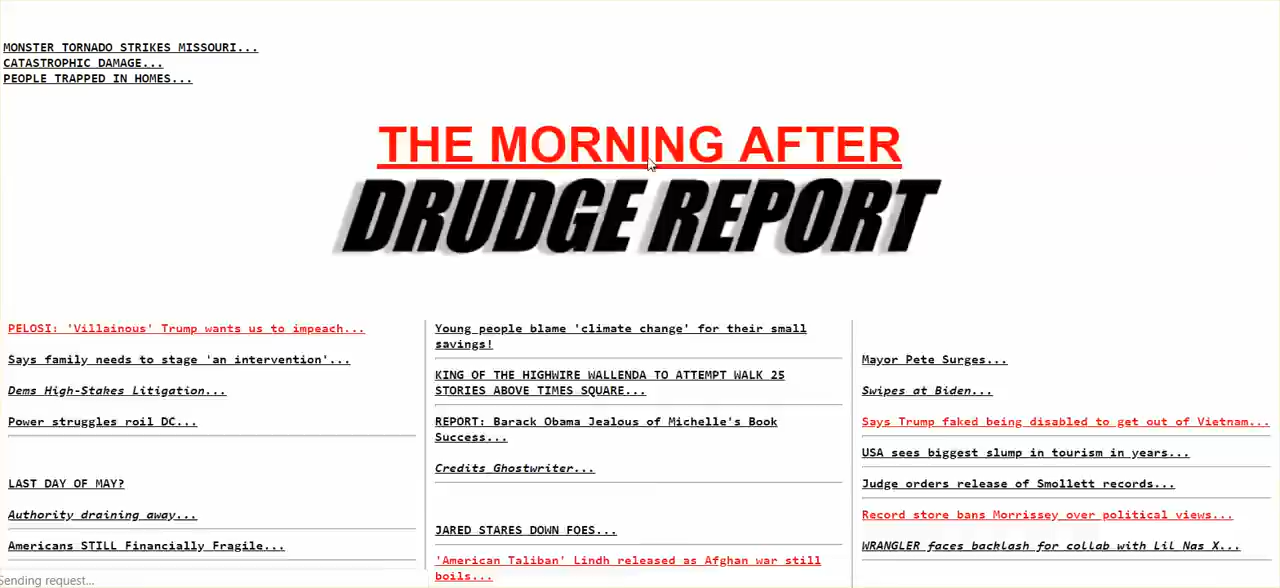 MONSTER TORNADO STRIKES MISSOURI...
CATASTROPHIC DAMAGE...
PEOPLE TRAPPED IN HOMES...
THE MORNING AFTER
DRUDGE REPORT
PELOSI: 'Villainous' Trump wants us to impeach...
Says family needs to stage 'an intervention'...
Dems High-Stakes Litigation...
Power struggles roil DC...
LAST DAY OF MAY?
Authority draining away...
Americans STILL Financially Fragile...
Young people blame 'climate change' for their small
savings!
KING OF THE HIGHWIRE WALLENDA TO ATTEMPT WALK 25
STORIES ABOVE TIMES SQUARE...
REPORT: Barack Obama Jealous of Michelle's Book
Success...
Credits Ghostwriter...
JARED STARES DOWN FOES...
'American Taliban' Lindh released as Afghan war still
boils...
Mayor Pete Surges...
Swipes at Biden...
Says Trump faked being disabled to get out of Vietnam...
USA sees biggest slump in tourism in years...
Judge orders release of Smollett records...
Record store bans Morrissey over political views...
WRANGLER faces backlash for collab with Lil Nas X...
Sending request...